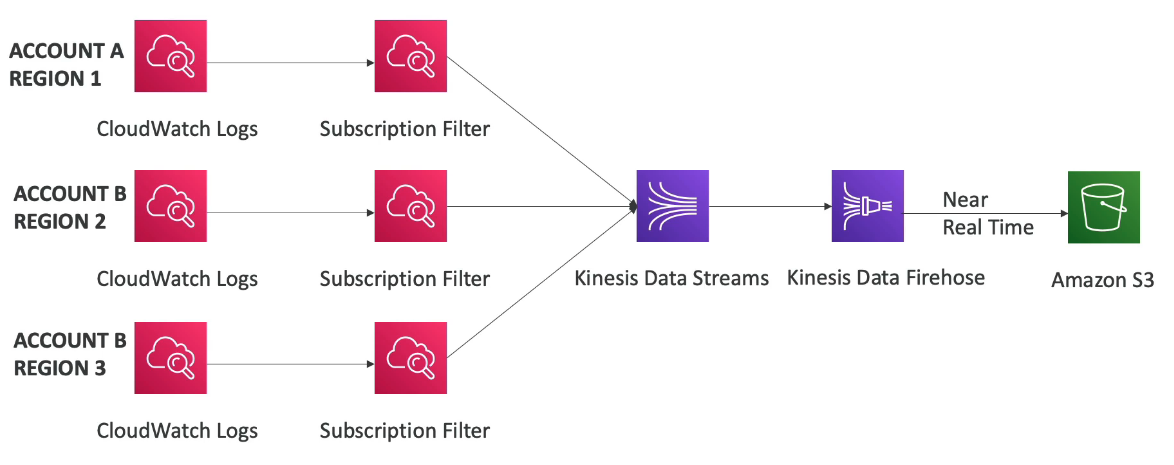 ACCOUNT A
REGION 1
CloudWatch Logs
Subscription Filter
ACCOUNT B
REGION 2
CloudWatch Logs
Subscription Filter
Kinesis Data Streams
Kinesis Data Firehose
Near
Real Time
Amazon S3
ACCOUNT B
REGION 3
CloudWatch Logs
Subscription Filter